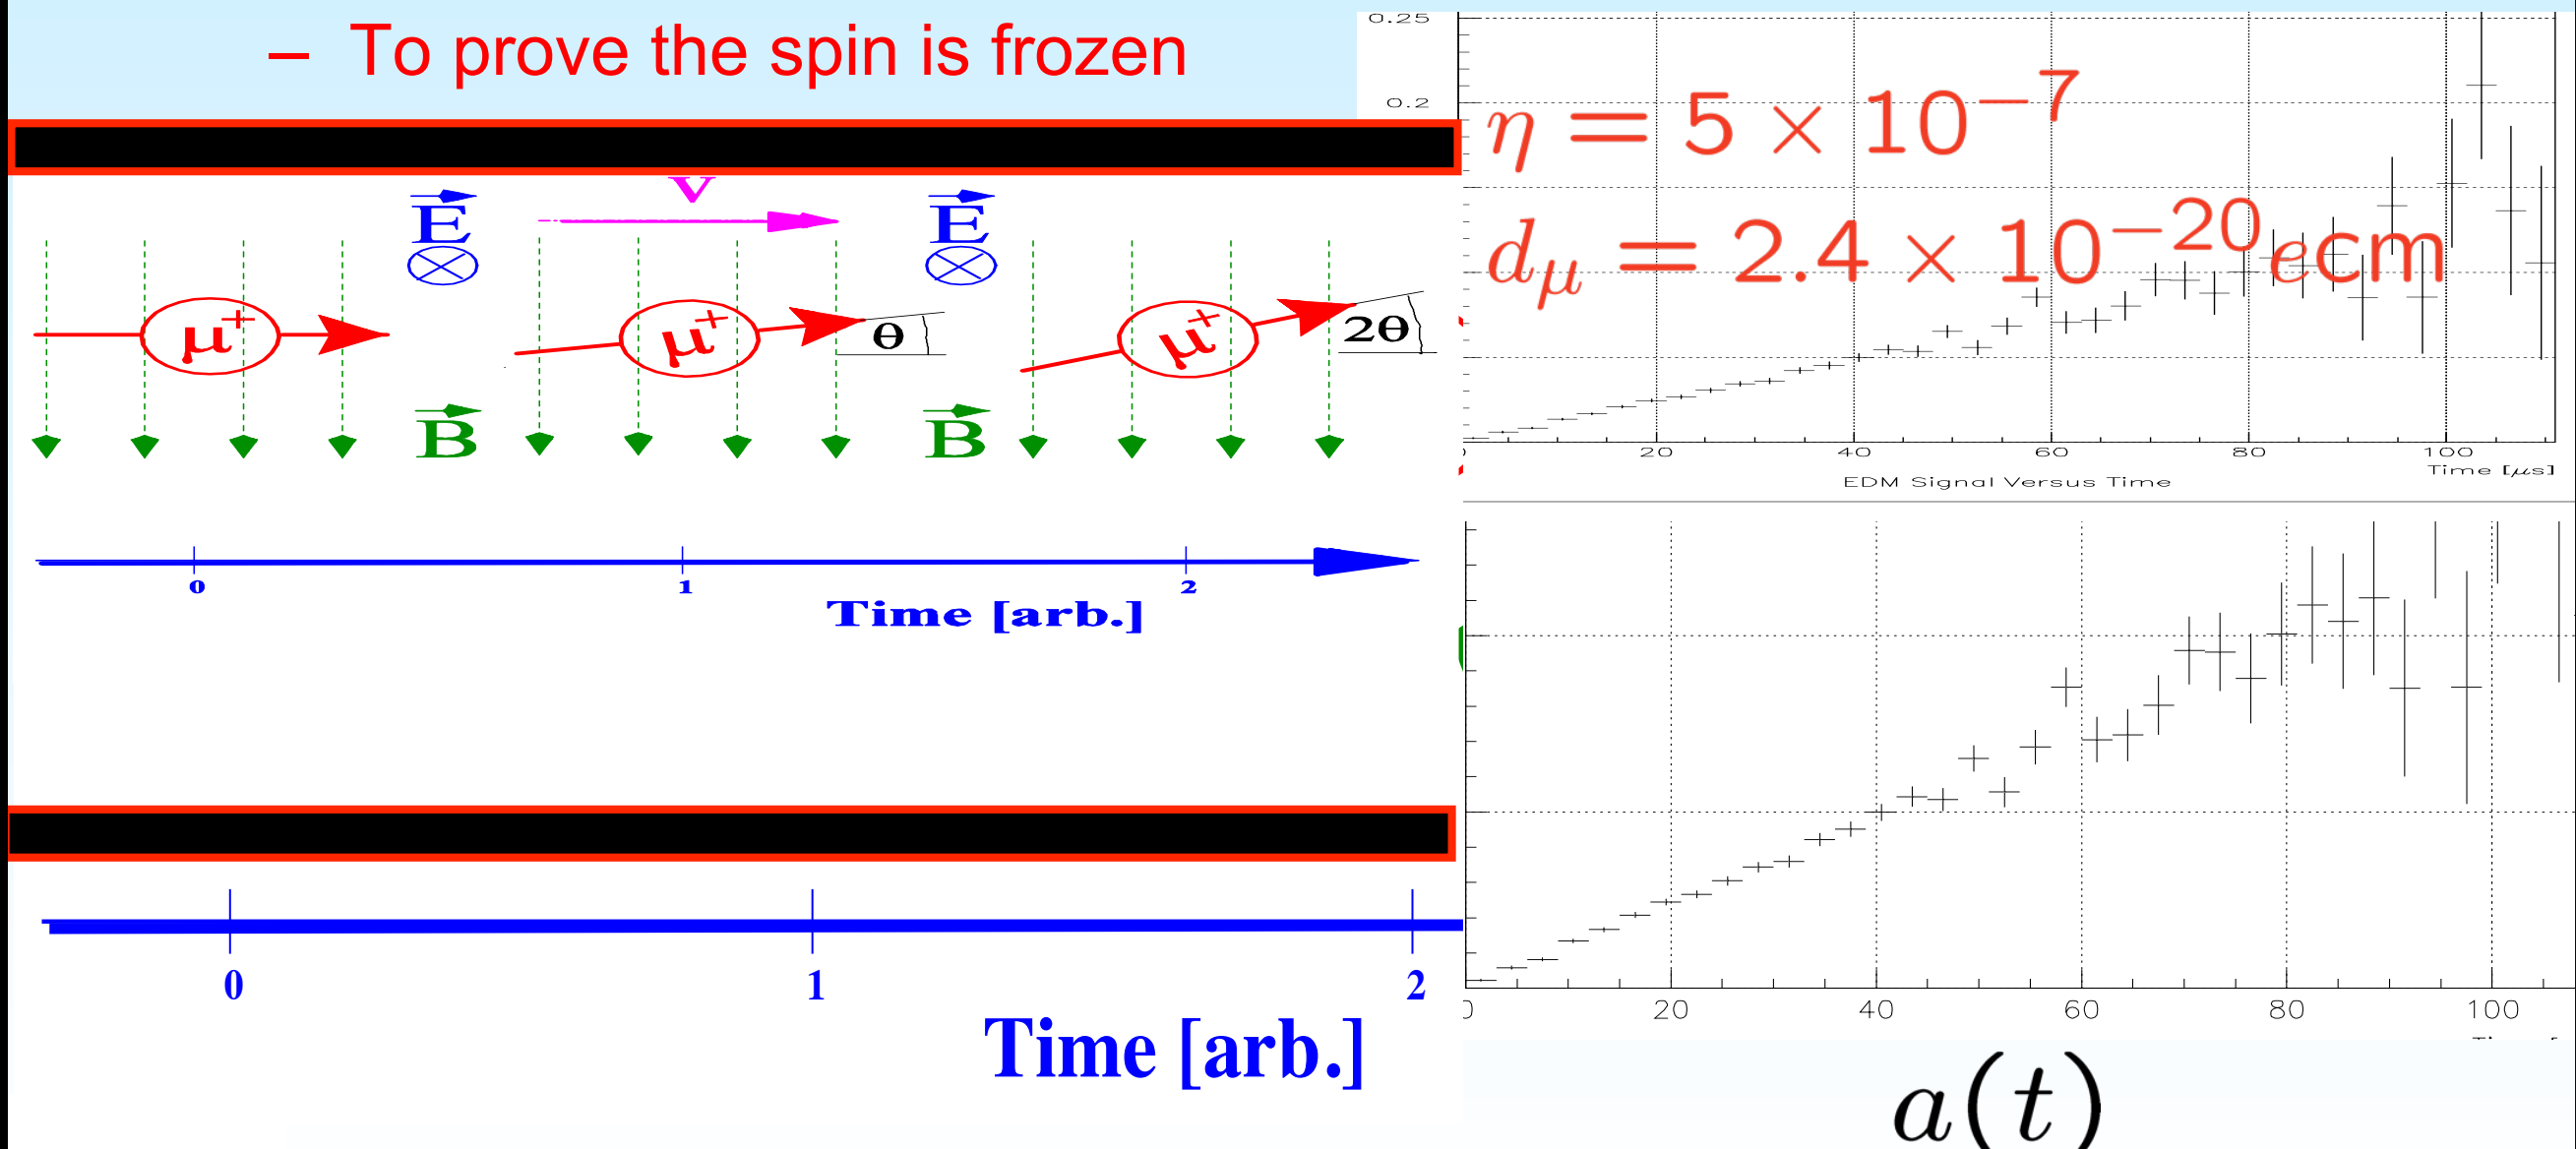 – To prove the spin is frozen
0.25
0.2
η = 5 × 10⁻⁷
dμ = 2.4 × 10⁻²⁰ecm
20 40 60 80 100
Time [μs]
EDM Signal Versus Time
E v E
μ⁺ μ⁺ θ μ⁺ 2θ
B B
0 1 2
Time [arb.]
0 20 40 60 80 100
0 1 2
Time [arb.]
a(t)